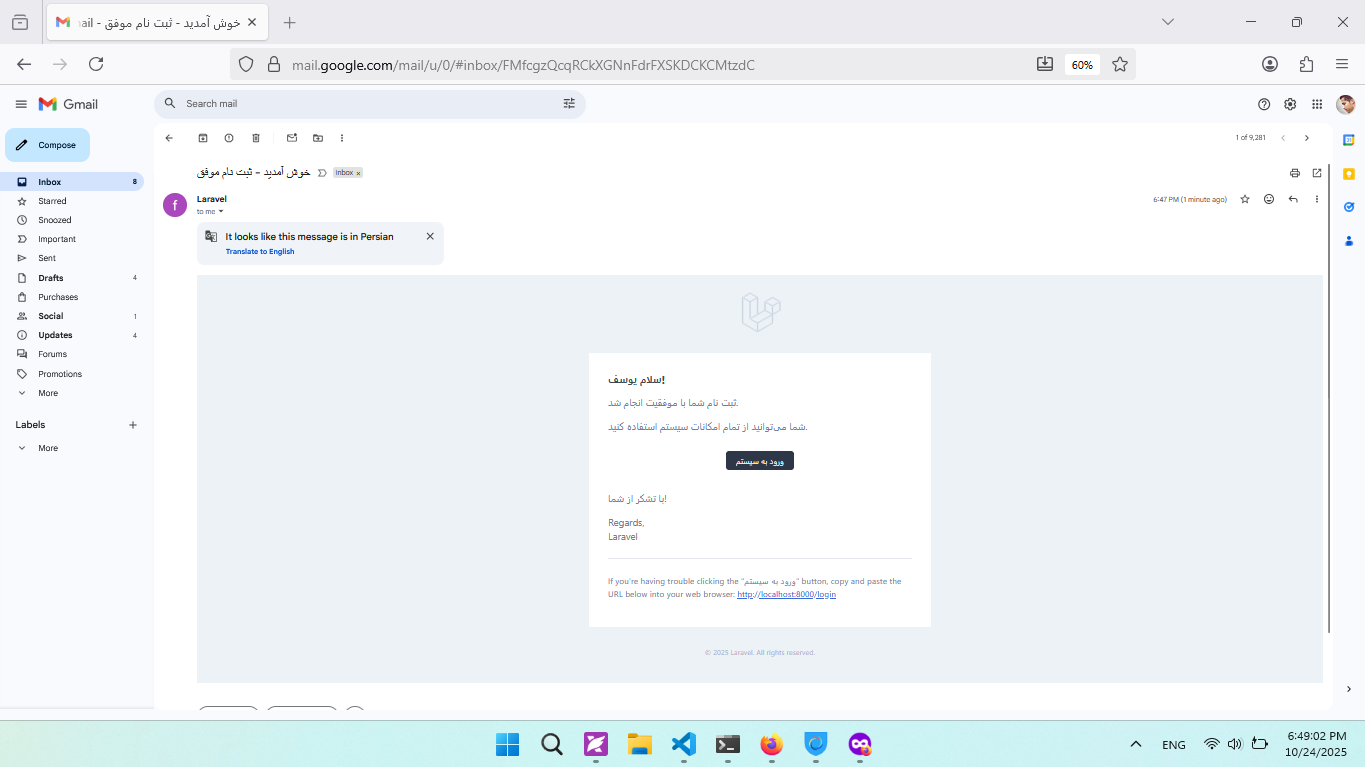 خوش آمدید - ثبت نام موفق - ail
mail.google.com/mail/u/0/#inbox/FMfcgzQcqRCkXGNnFdrFXSKDCKCMtzdC
60%
Gmail
Search mail
Compose
1 of 9,281
Inbox 8
Starred
Snoozed
Important
Sent
Drafts 4
Purchases
Social 1
Updates 4
Forums
Promotions
More
Labels
More
خوش آمدید - ثبت نام موفق
Inbox x
f
Laravel
to me
6:47 PM (1 minute ago)
It looks like this message is in Persian
Translate to English
سلام یوسف!
ثبت نام شما با موفقیت انجام شد.
شما می‌توانید از تمام امکانات سیستم استفاده کنید.
ورود به سیستم
با تشکر از شما!
Regards,
Laravel
If you're having trouble clicking the "ورود به سیستم" button, copy and paste the
URL below into your web browser: http://localhost:8000/login
© 2025 Laravel. All rights reserved.
ENG
6:49:02 PM
10/24/2025